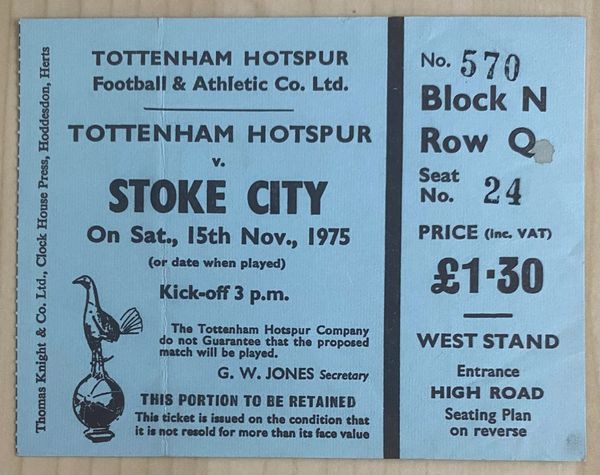 Thomas Knight & Co. Ltd., Clock House Press, Hoddesdon, Herts
TOTTENHAM HOTSPUR
Football & Athletic Co. Ltd.
TOTTENHAM HOTSPUR
v.
STOKE CITY
On Sat., 15th Nov., 1975
(or date when played)
Kick-off 3 p.m.
The Tottenham Hotspur Company
do not Guarantee that the proposed
match will be played.
G. W. JONES Secretary
THIS PORTION TO BE RETAINED
This ticket is issued on the condition that
it is not resold for more than its face value
No. 570
Block N
Row Q
Seat
No. 24
PRICE (inc. VAT)
£1·30
WEST STAND
Entrance
HIGH ROAD
Seating Plan
on reverse